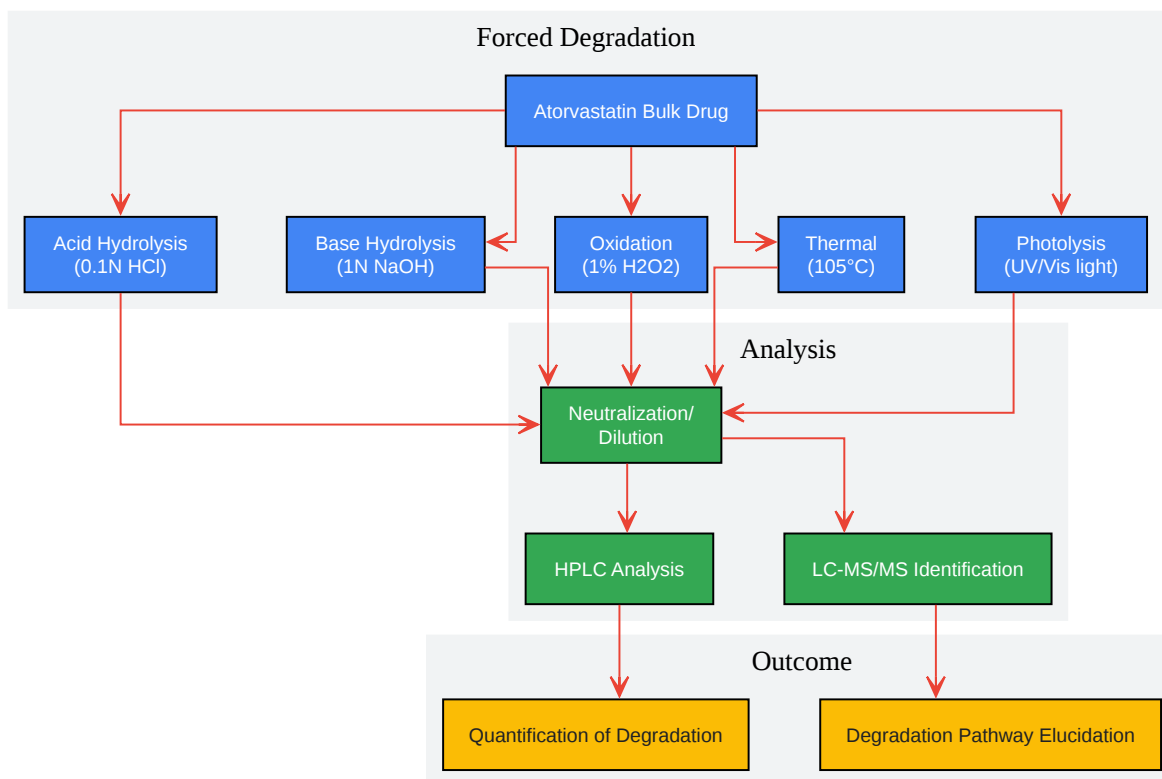 Forced Degradation
Atorvastatin Bulk Drug
Acid Hydrolysis
(0.1N HCl)
Base Hydrolysis
(1N NaOH)
Oxidation
(1% H2O2)
Thermal
(105°C)
Photolysis
(UV/Vis light)
Analysis
Neutralization/
Dilution
HPLC Analysis
LC-MS/MS Identification
Outcome
Quantification of Degradation
Degradation Pathway Elucidation